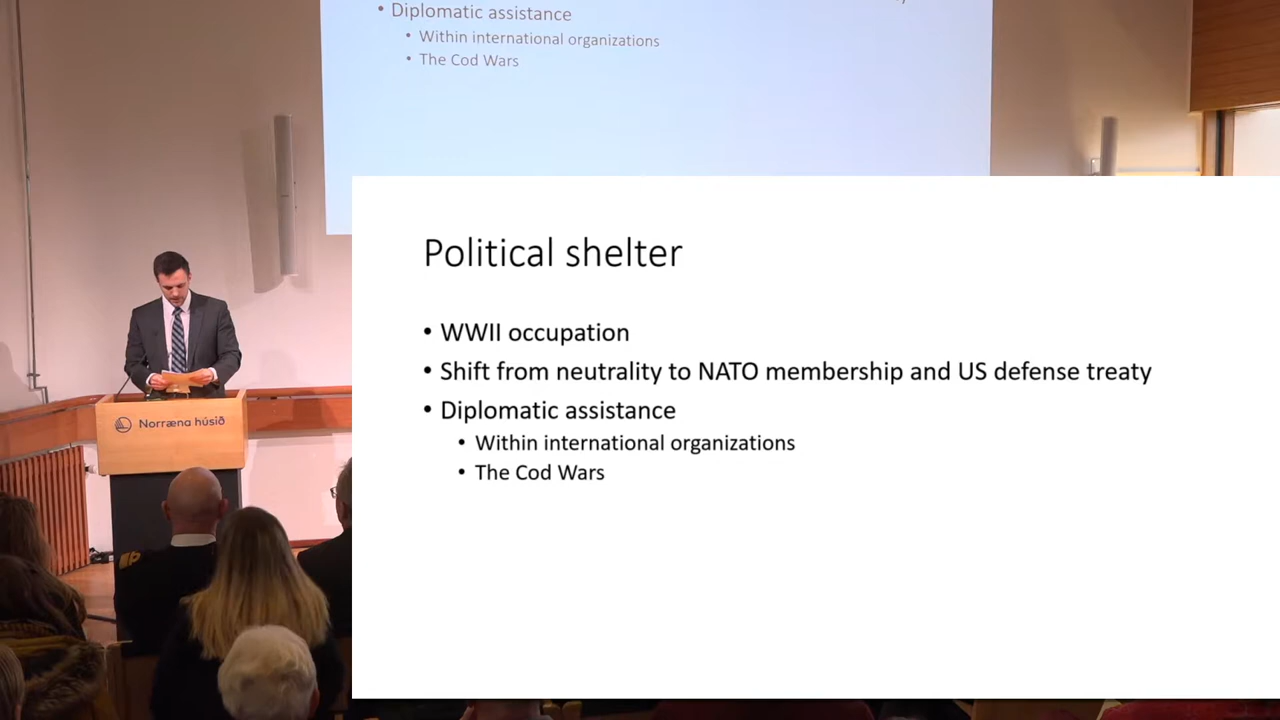 • Diplomatic assistance
• Within international organizations
• The Cod Wars
Political shelter
• WWII occupation
• Shift from neutrality to NATO membership and US defense treaty
• Diplomatic assistance
• Within international organizations
• The Cod Wars
Norræna húsið